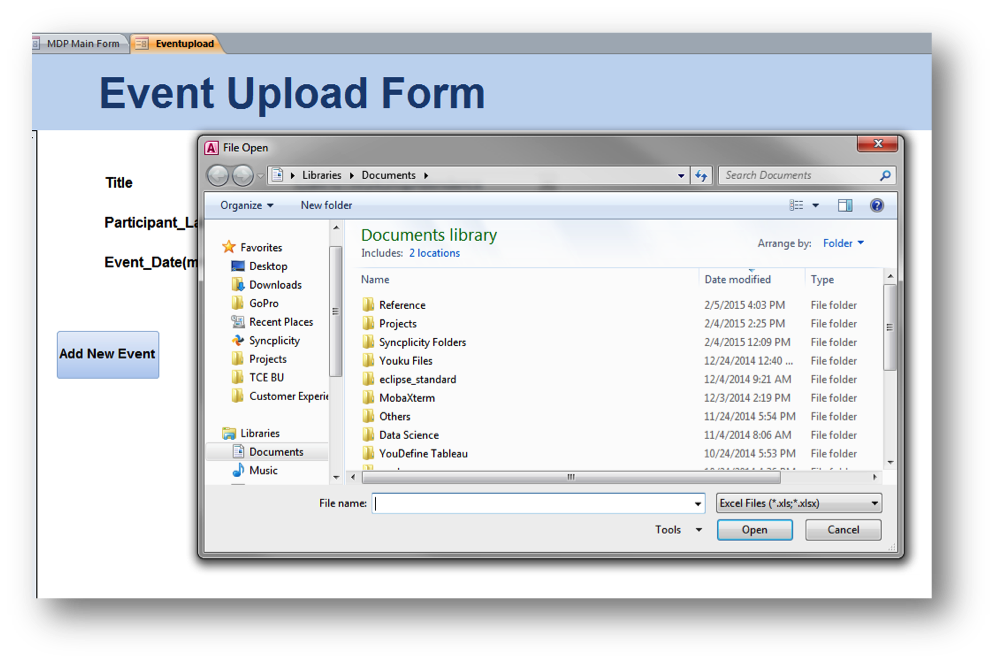 MDP Main Form Eventupload
Event Upload Form
File Open
Libraries Documents Search Documents
Title
Organize New folder
Participant_La
Documents library
Includes: 2 locations
Arrange by: Folder
Event_Date(m
Favorites
Desktop
Downloads
GoPro
Recent Places
Syncplicity
Projects
TCE BU
Customer Experie
Libraries
Documents
Music
Add New Event
Name Date modified Type
Reference 2/5/2015 4:03 PM File folder
Projects 2/4/2015 2:25 PM File folder
Syncplicity Folders 2/4/2015 12:09 PM File folder
Youku Files 12/24/2014 12:40 ... File folder
eclipse_standard 12/4/2014 9:21 AM File folder
MobaXterm 12/3/2014 2:19 PM File folder
Others 11/24/2014 5:54 PM File folder
Data Science 11/4/2014 8:06 AM File folder
YouDefine Tableau 10/24/2014 5:53 PM File folder
File name: Excel Files (*.xls;*.xlsx)
Tools Open Cancel